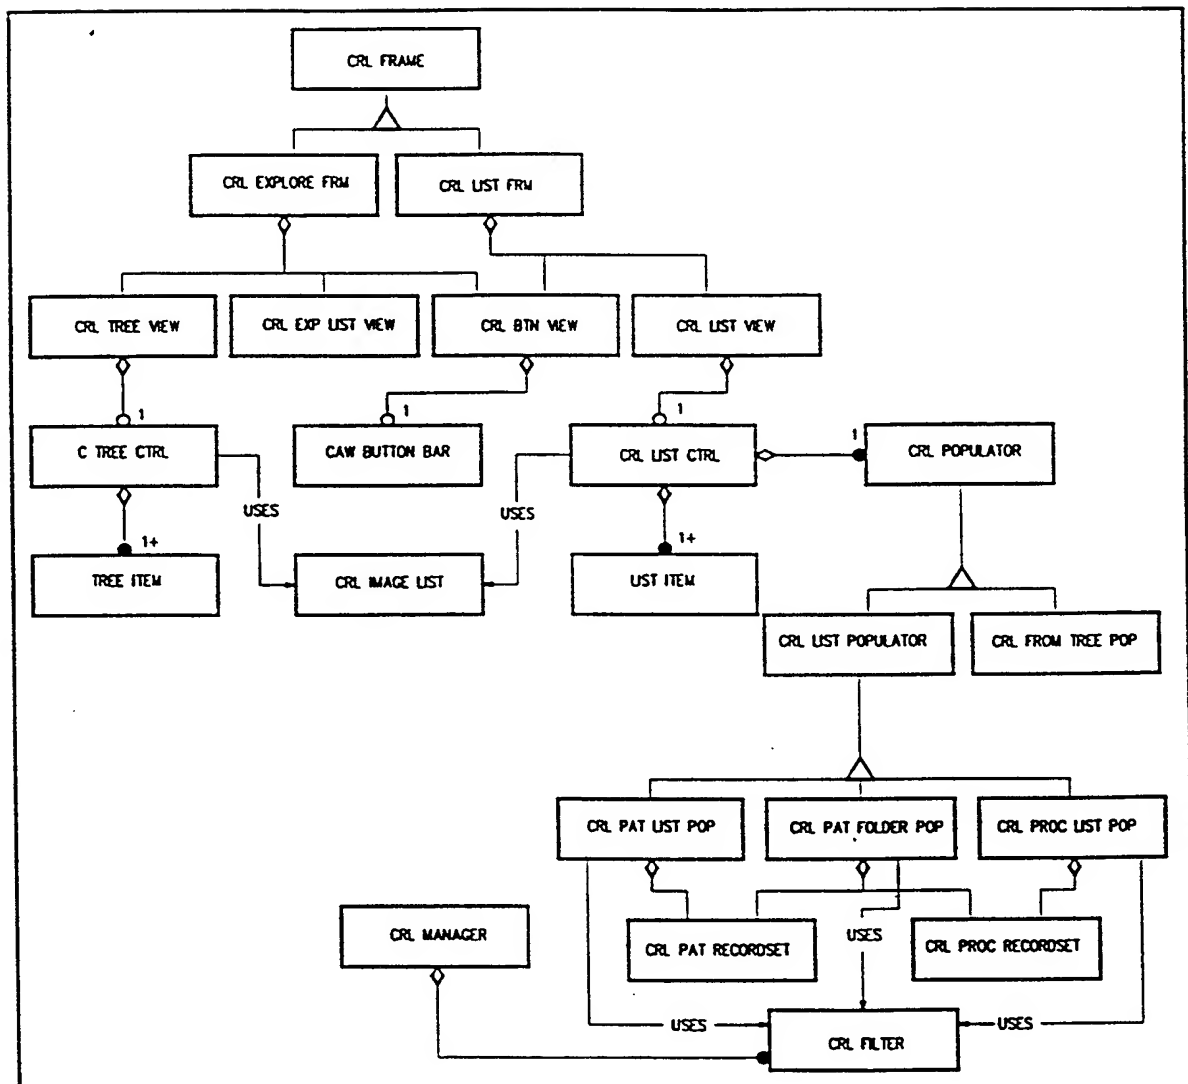 CRL FRAME
CRL EXPLORE FRM
CRL LIST FRM
CRL TREE VIEW
CRL EXP LIST VIEW
CRL BTN VIEW
CRL LIST VIEW
1
1
1
1
C TREE CTRL
CAW BUTTON BAR
CRL LIST CTRL
CRL POPULATOR
USES
USES
1+
1+
TREE ITEM
CRL IMAGE LIST
LIST ITEM
CRL LIST POPULATOR
CRL FROM TREE POP
CRL PAT LIST POP
CRL PAT FOLDER POP
CRL PROC LIST POP
CRL MANAGER
CRL PAT RECORDSET
USES
CRL PROC RECORDSET
USES
USES
CRL FILTER